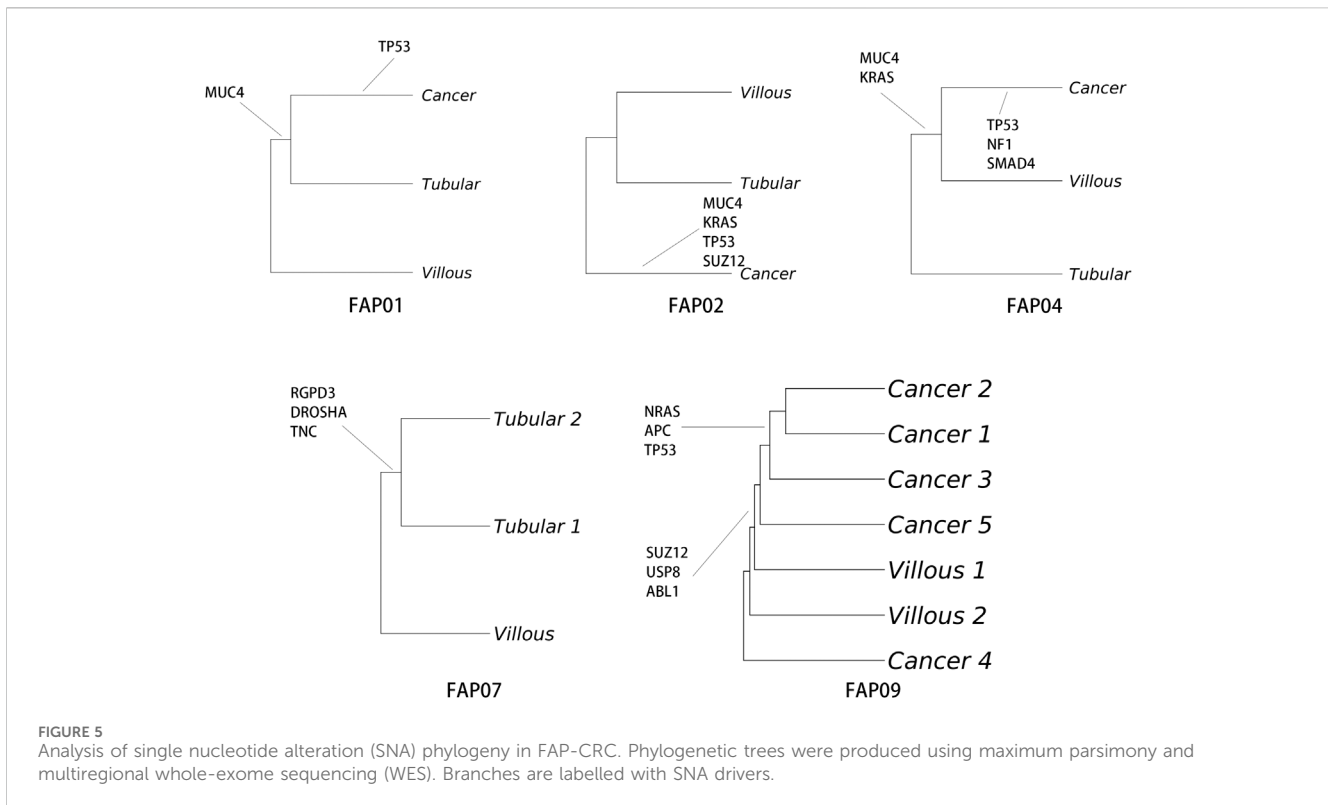 TP53
MUC4
Cancer
Tubular
Villous
FAP01
Villous
Tubular
MUC4
KRAS
TP53
SUZ12
Cancer
FAP02
MUC4
KRAS
Cancer
TP53
NF1
SMAD4
Villous
Tubular
FAP04
RGPD3
DROSHA
TNC
Tubular 2
Tubular 1
Villous
FAP07
Cancer 2
NRAS
APC
TP53
Cancer 1
Cancer 3
Cancer 5
SUZ12
USP8
ABL1
Villous 1
Villous 2
Cancer 4
FAP09
FIGURE 5
Analysis of single nucleotide alteration (SNA) phylogeny in FAP-CRC. Phylogenetic trees were produced using maximum parsimony and
multiregional whole-exome sequencing (WES). Branches are labelled with SNA drivers.